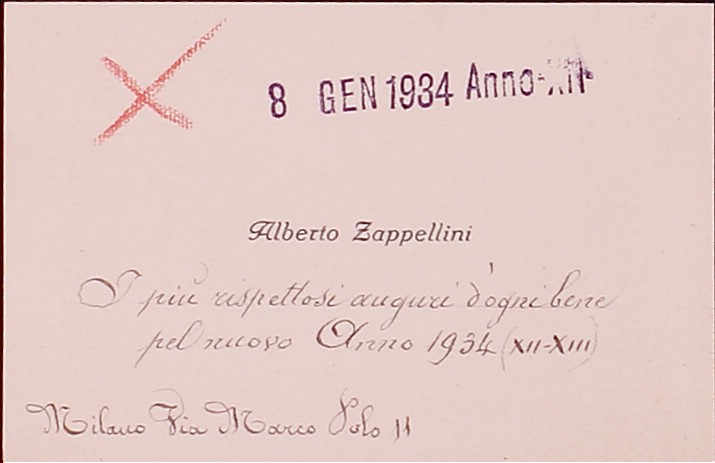 8 GEN 1934 Anno XII
Alberto Zappellini
I più rispettosi auguri d'ogni bene
pel nuovo Anno 1934 (XII-XIII)
Milano Via Marco Polo 11